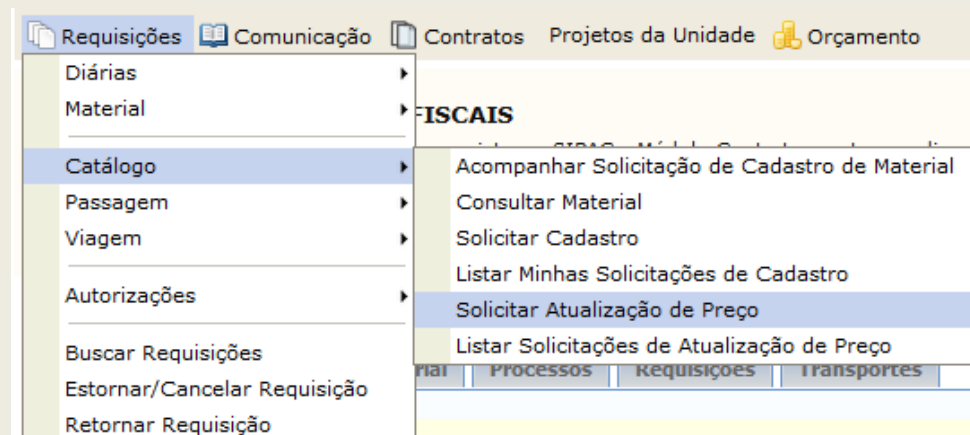 Requisições Comunicação Contratos Projetos da Unidade Orçamento
Diárias
Material
FISCAIS
Catálogo
Acompanhar Solicitação de Cadastro de Material
Passagem
Consultar Material
Viagem
Solicitar Cadastro
Listar Minhas Solicitações de Cadastro
Autorizações
Solicitar Atualização de Preço
Buscar Requisições
Listar Solicitações de Atualização de Preço
Processos Requisições Transportes
Estornar/Cancelar Requisição
Retornar Requisição